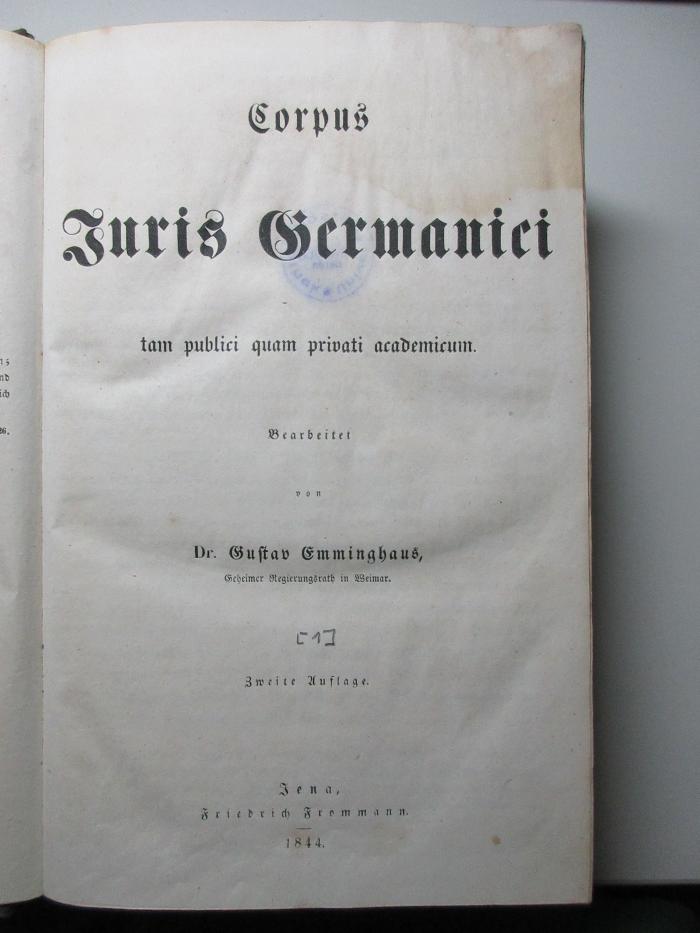 Corpus
Juris Germanici
tam publici quam privati academicum.
Bearbeitet
von
Dr. Gustav Emminghaus,
Geheimer Regierungsrath in Weimar.
[1]
Zweite Auflage.
Jena,
Friedrich Frommann.
1844.